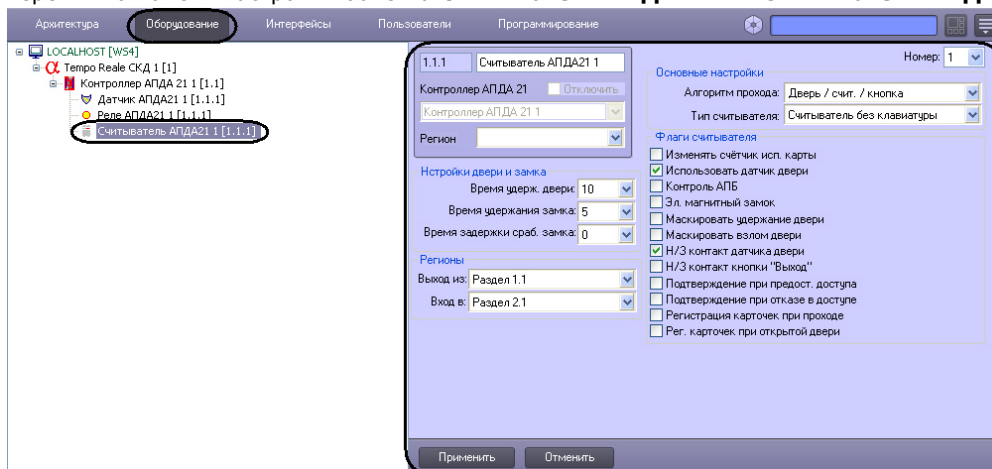 Архитектура Оборудование Интерфейсы Пользователи Программирование
LOCALHOST [WS4]
Tempo Reale СКД 1 [1]
Контроллер АПДА 21 1 [1.1]
Датчик АПДА21 1 [1.1.1]
Реле АПДА21 1 [1.1.1]
Считыватель АПДА21 1 [1.1.1]
1.1.1 Считыватель АПДА21 1
Контроллер АПДА 21 Отключить
Контроллер АПДА 21 1
Регион
Нстройки двери и замка
Время удерж. двери: 10
Время удержания замка: 5
Время задержки сраб. замка: 0
Регионы
Выход из: Раздел 1.1
Вход в: Раздел 2.1
Номер: 1
Основные настройки
Алгоритм прохода: Дверь / счит. / кнопка
Тип считывателя: Считыватель без клавиатуры
Флаги считывателя
Изменять счётчик исп. карты
Использовать датчик двери
Контроль АПБ
Эл. магнитный замок
Маскировать удержание двери
Маскировать взлом двери
Н/З контакт датчика двери
Н/З контакт кнопки "Выход"
Подтверждение при предост. доступа
Подтверждение при отказе в доступе
Регистрация карточек при проходе
Рег. карточек при открытой двери
Применить Отменить